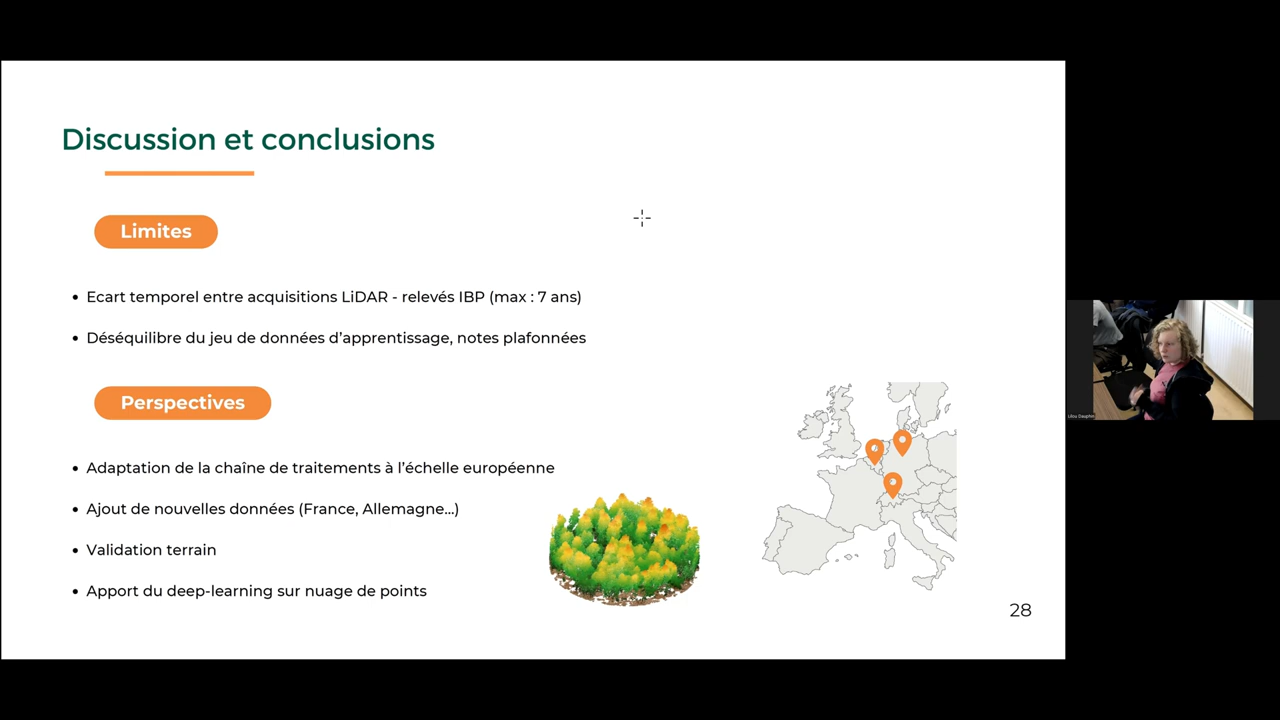 Discussion et conclusions
Limites
Ecart temporel entre acquisitions LiDAR - relevés IBP (max : 7 ans)
Déséquilibre du jeu de données d'apprentissage, notes plafonnées
Perspectives
Adaptation de la chaîne de traitements à l'échelle européenne
Ajout de nouvelles données (France, Allemagne...)
Validation terrain
Apport du deep-learning sur nuage de points
28
Lilou Dauphin